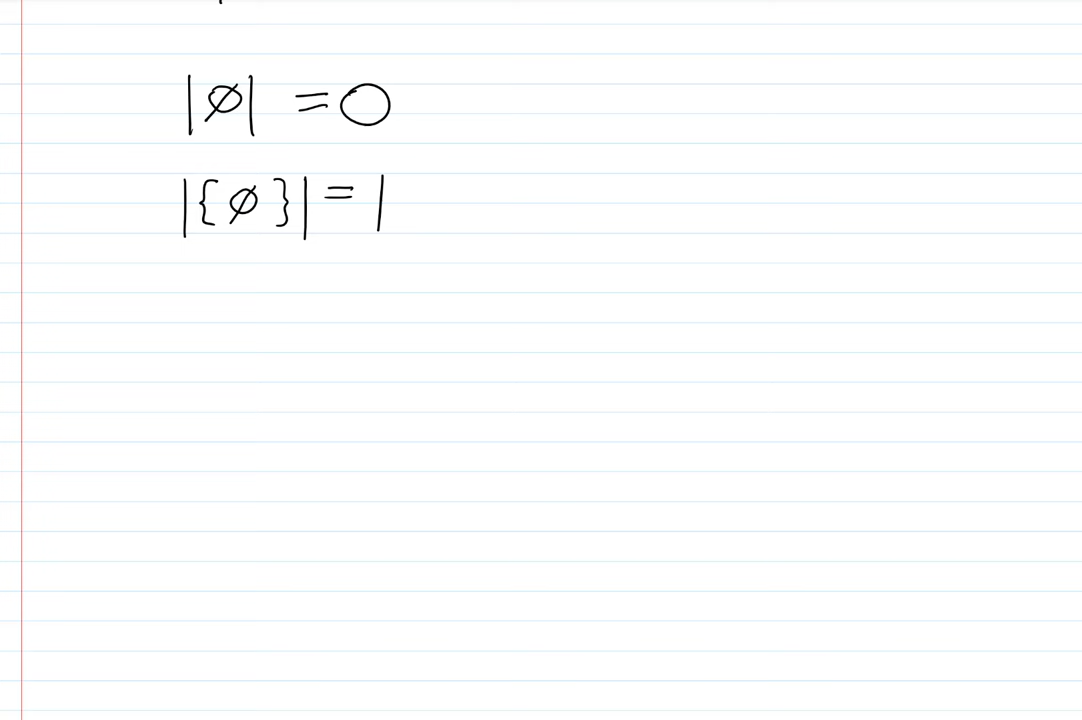 |∅| = 0
|{∅}| = 1